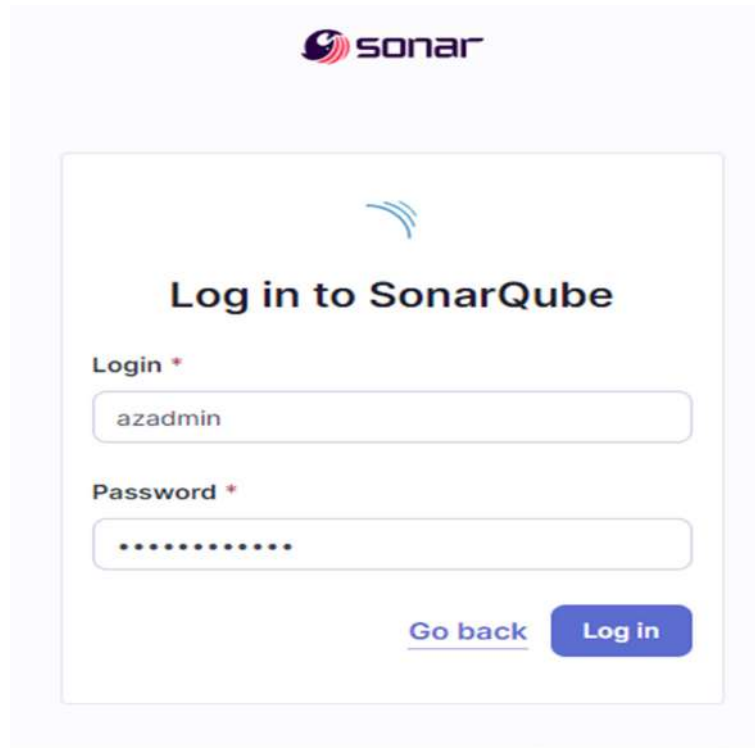 sonar
Log in to SonarQube
Login *
azadmin
Password *
••••••••••••
Go back Log in